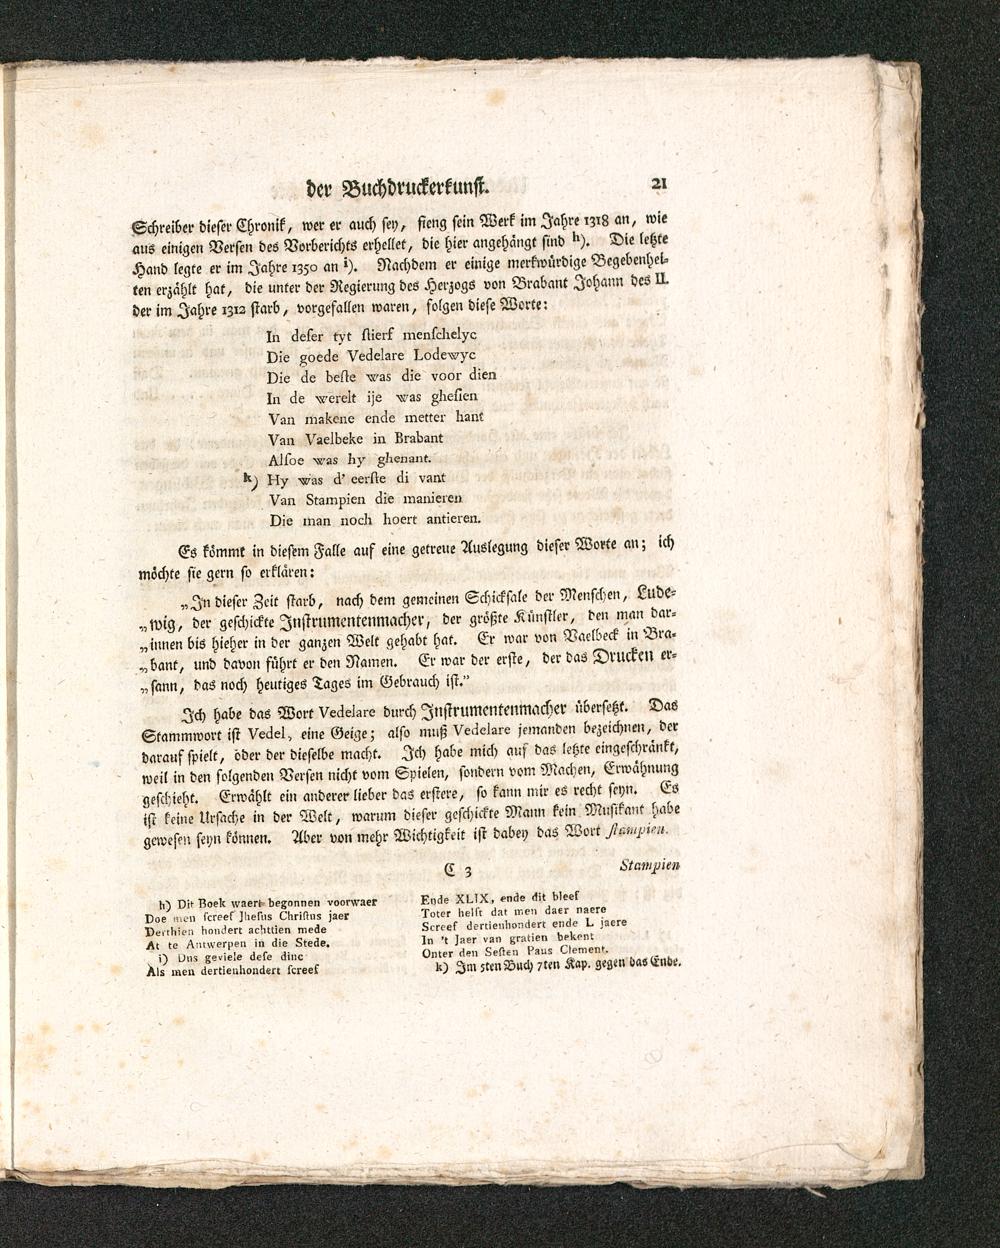 der Buchdruckerkunst. 21
Schreiber dieser Chronik, wer er auch sey, fieng sein Werk im Jahre 1318 an, wie
aus einigen Versen des Vorberichts erhellet, die hier angehängt sind h). Die letzte
Hand legte er im Jahre 1350 an i). Nachdem er einige merkwürdige Begebenhei-
ten erzählt hat, die unter der Regierung des Herzogs von Brabant Johann des II.
der im Jahre 1312 starb, vorgefallen waren, folgen diese Worte:
In deser tyt stierf menschelyc
Die goede Vedelare Lodewyc
Die de beste was die voor dien
In de werelt ije was ghesien
Van makene ende metter hant
Van Vaelbeke in Brabant
Alsoe was hy ghenant.
k) Hy was d' eerste di vant
Van Stampien die manieren
Die man noch hoert antieren.
Es kömmt in diesem Falle auf eine getreue Auslegung dieser Worte an; ich
möchte sie gern so erklären:
„In dieser Zeit starb, nach dem gemeinen Schicksale der Menschen, Lude-
„wig, der geschickte Instrumentenmacher, der größte Künstler, den man dar-
„innen bis hieher in der ganzen Welt gehabt hat. Er war von Vaelbeck in Bra-
„bant, und davon führt er den Namen. Er war der erste, der das Drucken er-
„sann, das noch heutiges Tages im Gebrauch ist.”
Ich habe das Wort Vedelare durch Instrumentenmacher übersetzt. Das
Stammwort ist Vedel, eine Geige; also muß Vedelare jemanden bezeichnen, der
darauf spielt, oder der dieselbe macht. Ich habe mich auf das letzte eingeschränkt,
weil in den folgenden Versen nicht vom Spielen, sondern vom Machen, Erwähnung
geschieht. Erwählt ein anderer lieber das erstere, so kann mir es recht seyn. Es
ist keine Ursache in der Welt, warum dieser geschickte Mann kein Musikant habe
gewesen seyn können. Aber von mehr Wichtigkeit ist dabey das Wort stampien.
C 3 Stampien
h) Dit Boek waert begonnen voorwaer
Doe men screef Jhesus Christus jaer
Derthien hondert achttien mede
At te Antwerpen in die Stede.
i) Dus geviele dese dinc
Als men dertienhondert screef
Ende XLIX, ende dit bleef
Toter helft dat men daer naere
Screef dertienhondert ende L jaere
In 't Jaer van gratien bekent
Onter den Sesten Paus Clement.
k) Im 5ten Buch 7ten Kap. gegen das Ende.